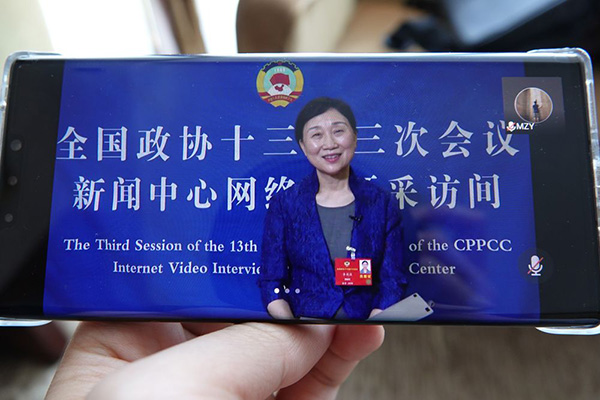 全国政协十三 三次会议
MZY
新闻中心网络 采访间
The Third Session of the 13th of the CPPCC
Internet Video Center